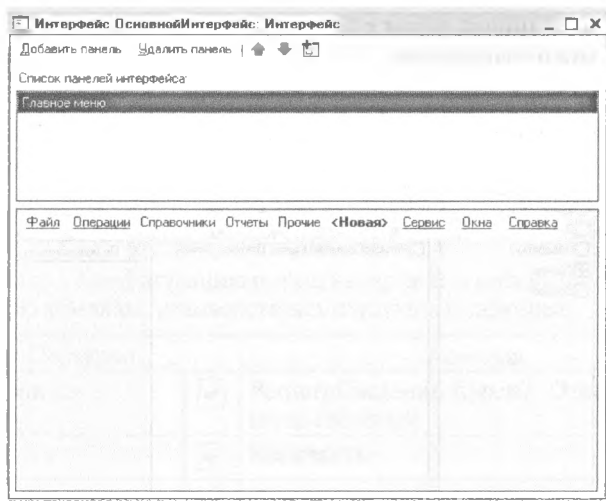 Интерфейс ОсновнойИнтерфейс: Интерфейс
Добавить панель Удалить панель
Список панелей интерфейса:
Главное меню
Файл Операции Справочники Отчеты Прочие <Новая> Сервис Окна Справка